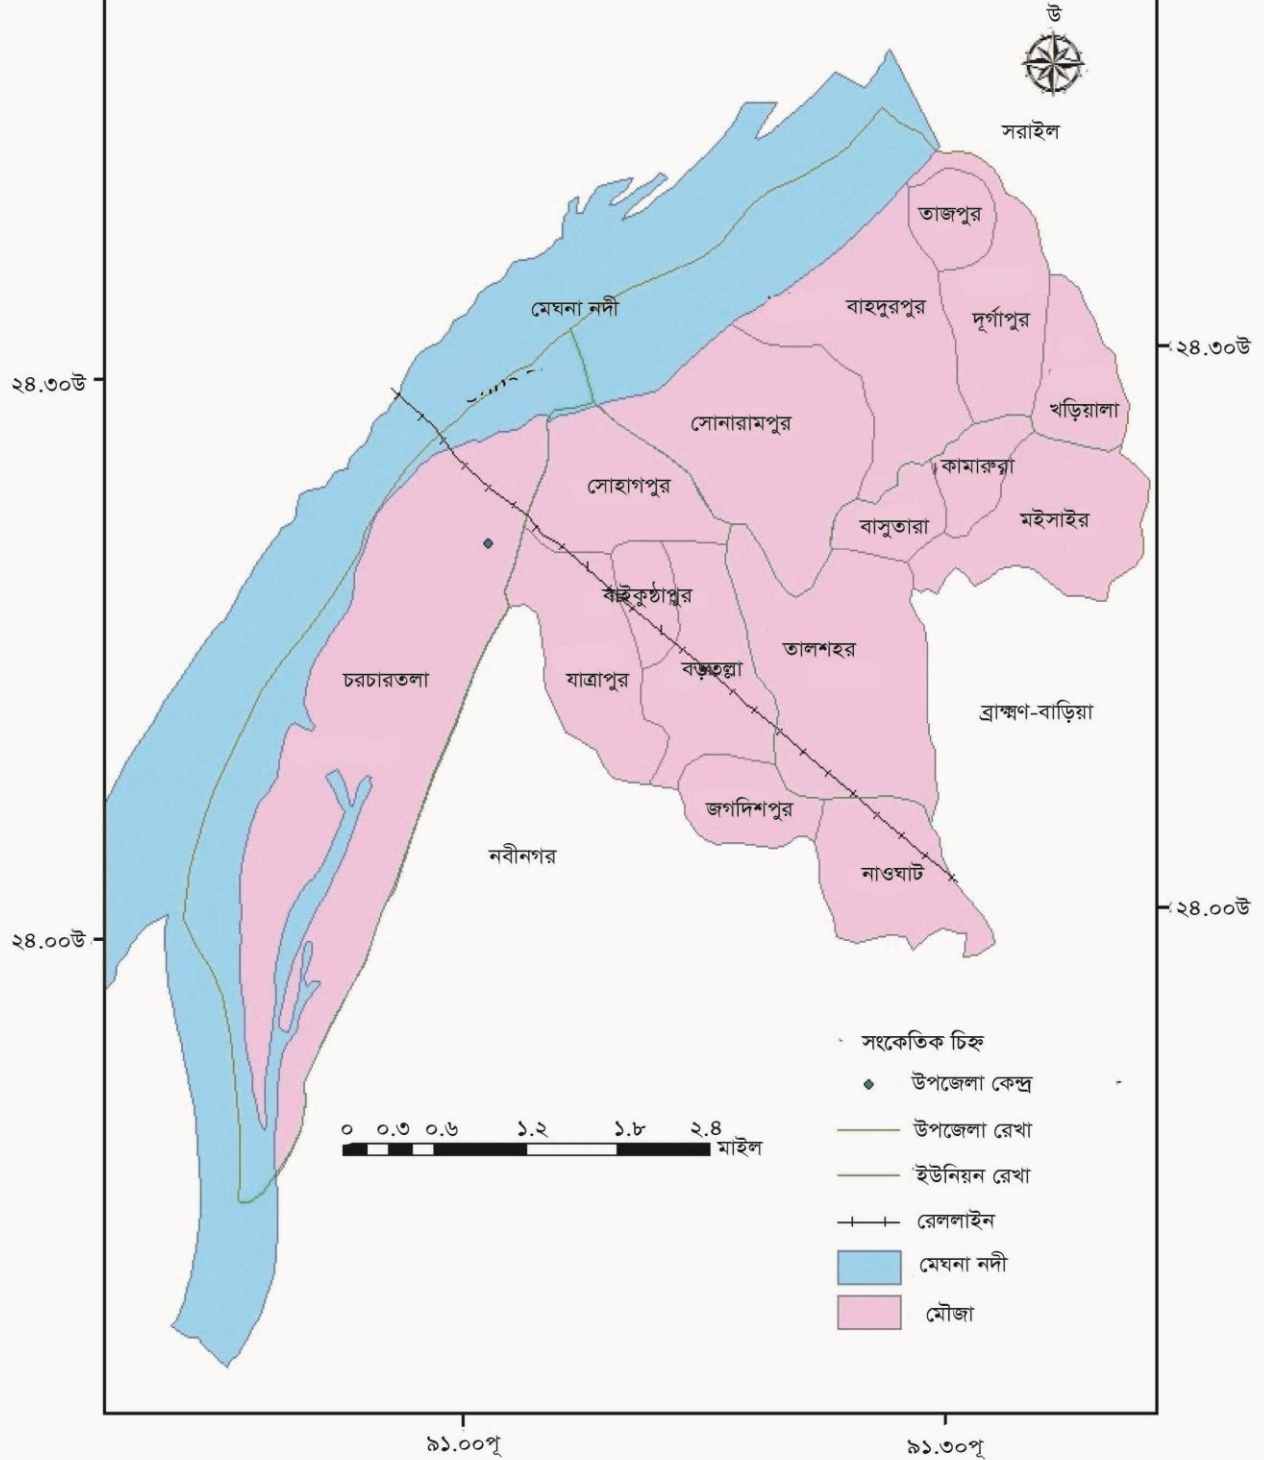 উ
সরাইল
তাজপুর
মেঘনা নদী
বাহদুরপুর
দূর্গাপুর
২৪.৩০উ
২৪.৩০উ
খড়িয়ালা
সোনারামপুর
কামারুরা
সোহাগপুর
বাসুতারা
মইসাইর
বাইকুন্ঠাপুর
তালশহর
চরচারতলা
যাত্রাপুর
বড়তল্লা
ব্রাক্ষ্মণ-বাড়িয়া
জগদিশপুর
নবীনগর
নাওঘাট
২৪.০০উ
২৪.০০উ
সংকেতিক চিহ্ন
উপজেলা কেন্দ্র
উপজেলা রেখা
০ ০.৩ ০.৬ ১.২ ১.৮ ২.৪
মাইল
ইউনিয়ন রেখা
রেললাইন
মেঘনা নদী
মৌজা
৯১.০০পূ
৯১.৩০পূ